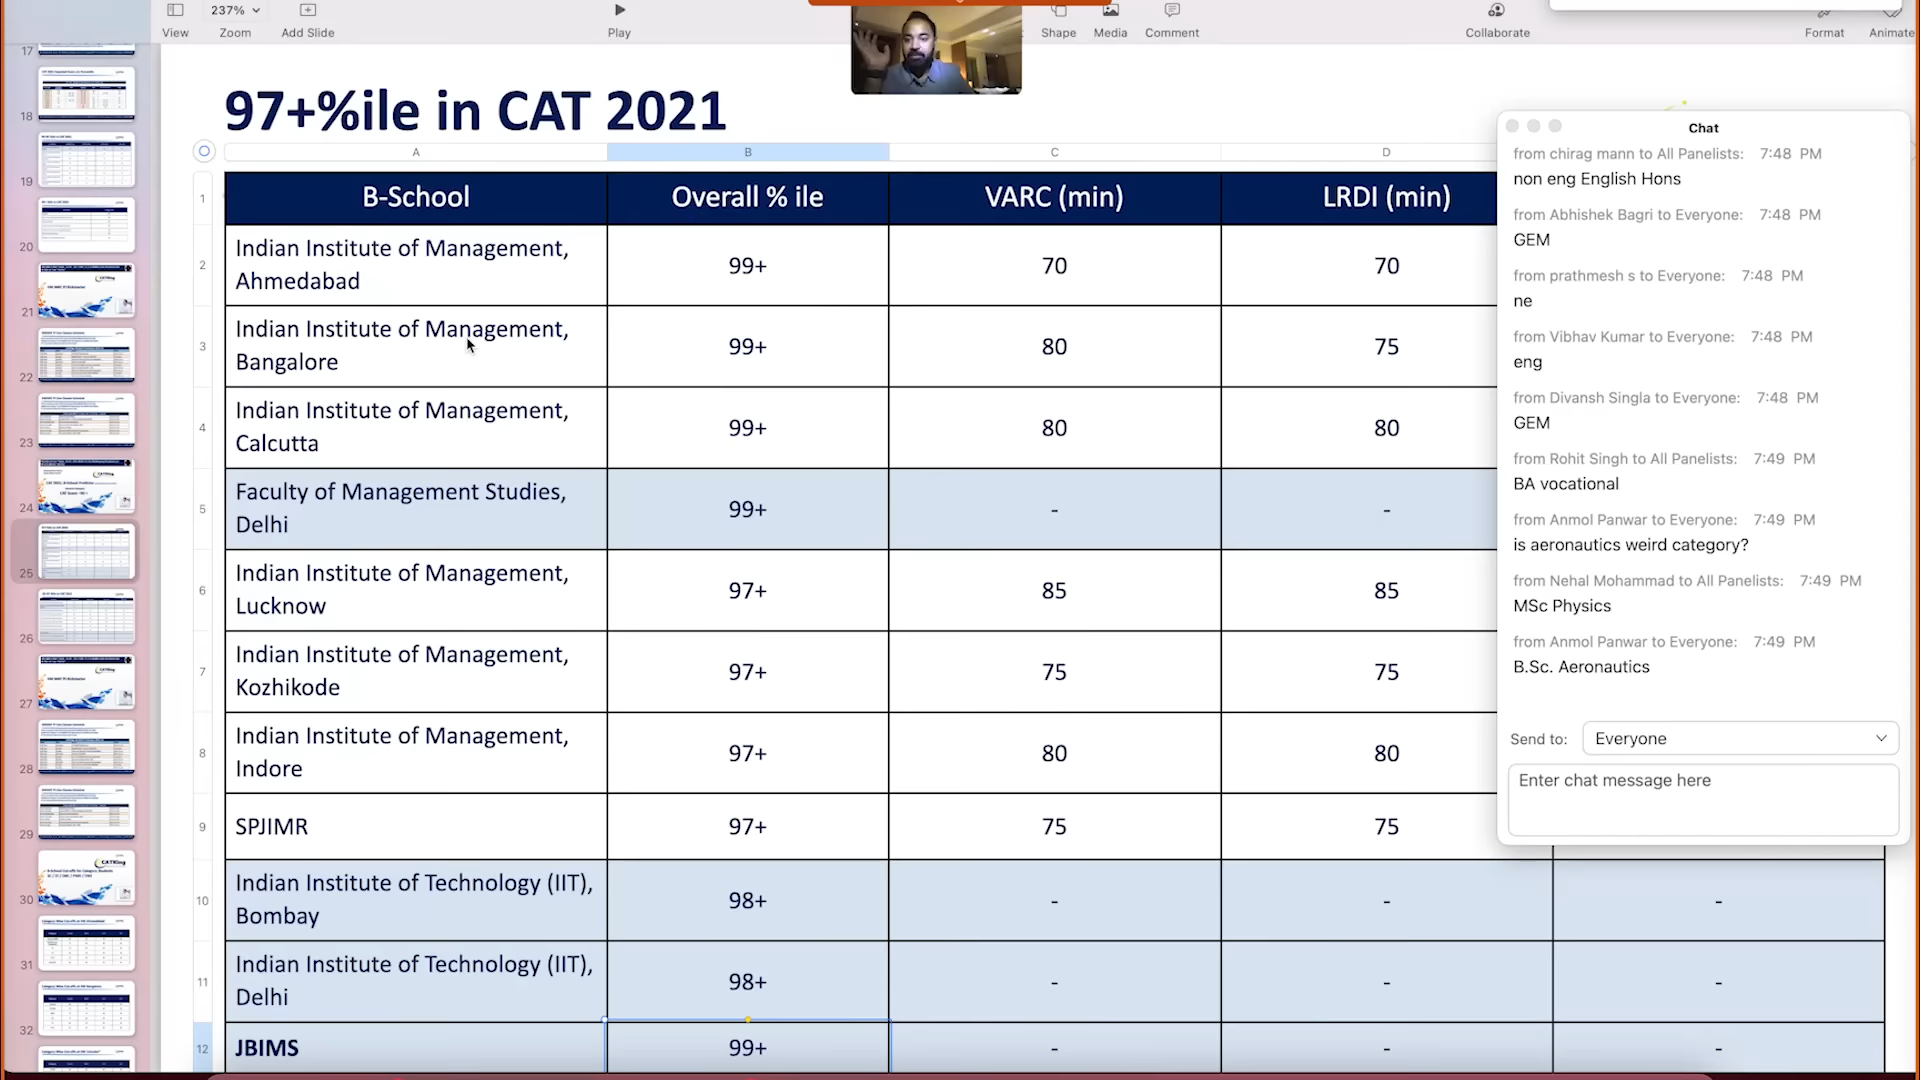 237%
View
Zoom
Add Slide
Play
Shape
Media
Comment
Collaborate
Format
Animate
17
18
19
20
21
22
23
24
25
26
27
28
29
30
31
32
97+%ile in CAT 2021
A
B
C
D
1
B-School
Overall % ile
VARC (min)
LRDI (min)
2
Indian Institute of Management,
Ahmedabad
99+
70
70
3
Indian Institute of Management,
Bangalore
99+
80
75
4
Indian Institute of Management,
Calcutta
99+
80
80
5
Faculty of Management Studies,
Delhi
99+
-
-
6
Indian Institute of Management,
Lucknow
97+
85
85
7
Indian Institute of Management,
Kozhikode
97+
75
75
8
Indian Institute of Management,
Indore
97+
80
80
9
SPJIMR
97+
75
75
10
Indian Institute of Technology (IIT),
Bombay
98+
-
-
-
11
Indian Institute of Technology (IIT),
Delhi
98+
-
-
-
12
JBIMS
99+
-
-
-
Chat
from chirag mann to All Panelists: 7:48 PM
non eng English Hons
from Abhishek Bagri to Everyone: 7:48 PM
GEM
from prathmesh s to Everyone: 7:48 PM
ne
from Vibhav Kumar to Everyone: 7:48 PM
eng
from Divansh Singla to Everyone: 7:48 PM
GEM
from Rohit Singh to All Panelists: 7:49 PM
BA vocational
from Anmol Panwar to Everyone: 7:49 PM
is aeronautics weird category?
from Nehal Mohammad to All Panelists: 7:49 PM
MSc Physics
from Anmol Panwar to Everyone: 7:49 PM
B.Sc. Aeronautics
Send to:
Everyone
Enter chat message here